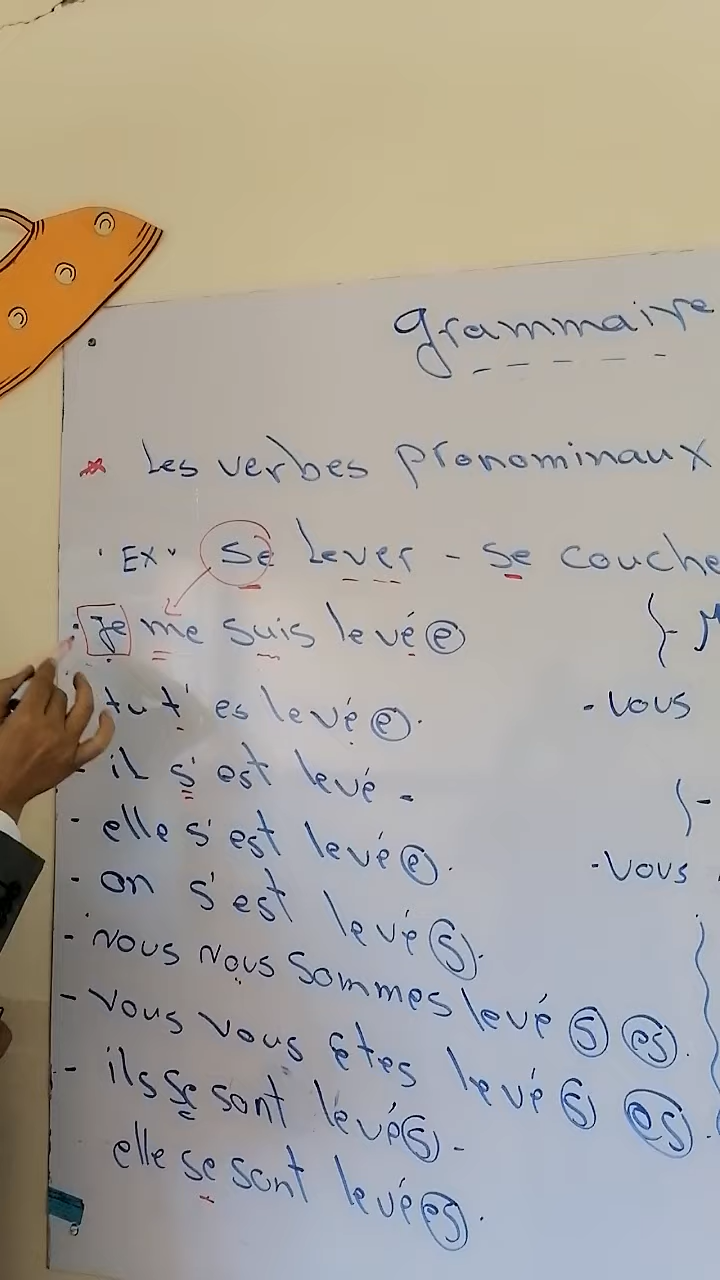 Grammaire
* Les verbes pronominaux
"Ex" se Lever - se couche
- Je me suis levé e
tu t'es levé e.
- il s'est levé -
- elle s'est levé e.
- on s'est levé s.
- Nous Nous sommes levé s es.
- Vous vous êtes levé s es.
- ils se sont levé s -
elle se sont levé es.
- Vous
- Vous